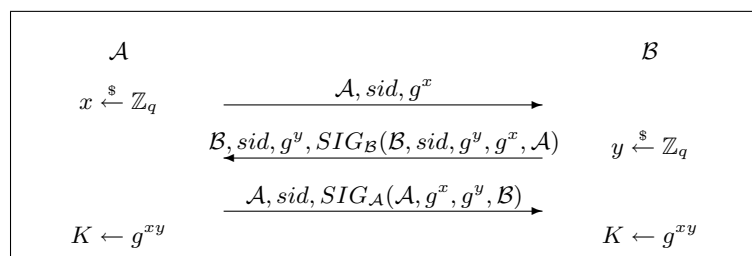 𝒜 ℬ
x ←$ ℤ_q
𝒜, sid, g^x
ℬ, sid, g^y, SIG_ℬ(ℬ, sid, g^y, g^x, 𝒜)
y ←$ ℤ_q
𝒜, sid, SIG_𝒜(𝒜, g^x, g^y, ℬ)
K ← g^{xy} K ← g^{xy}